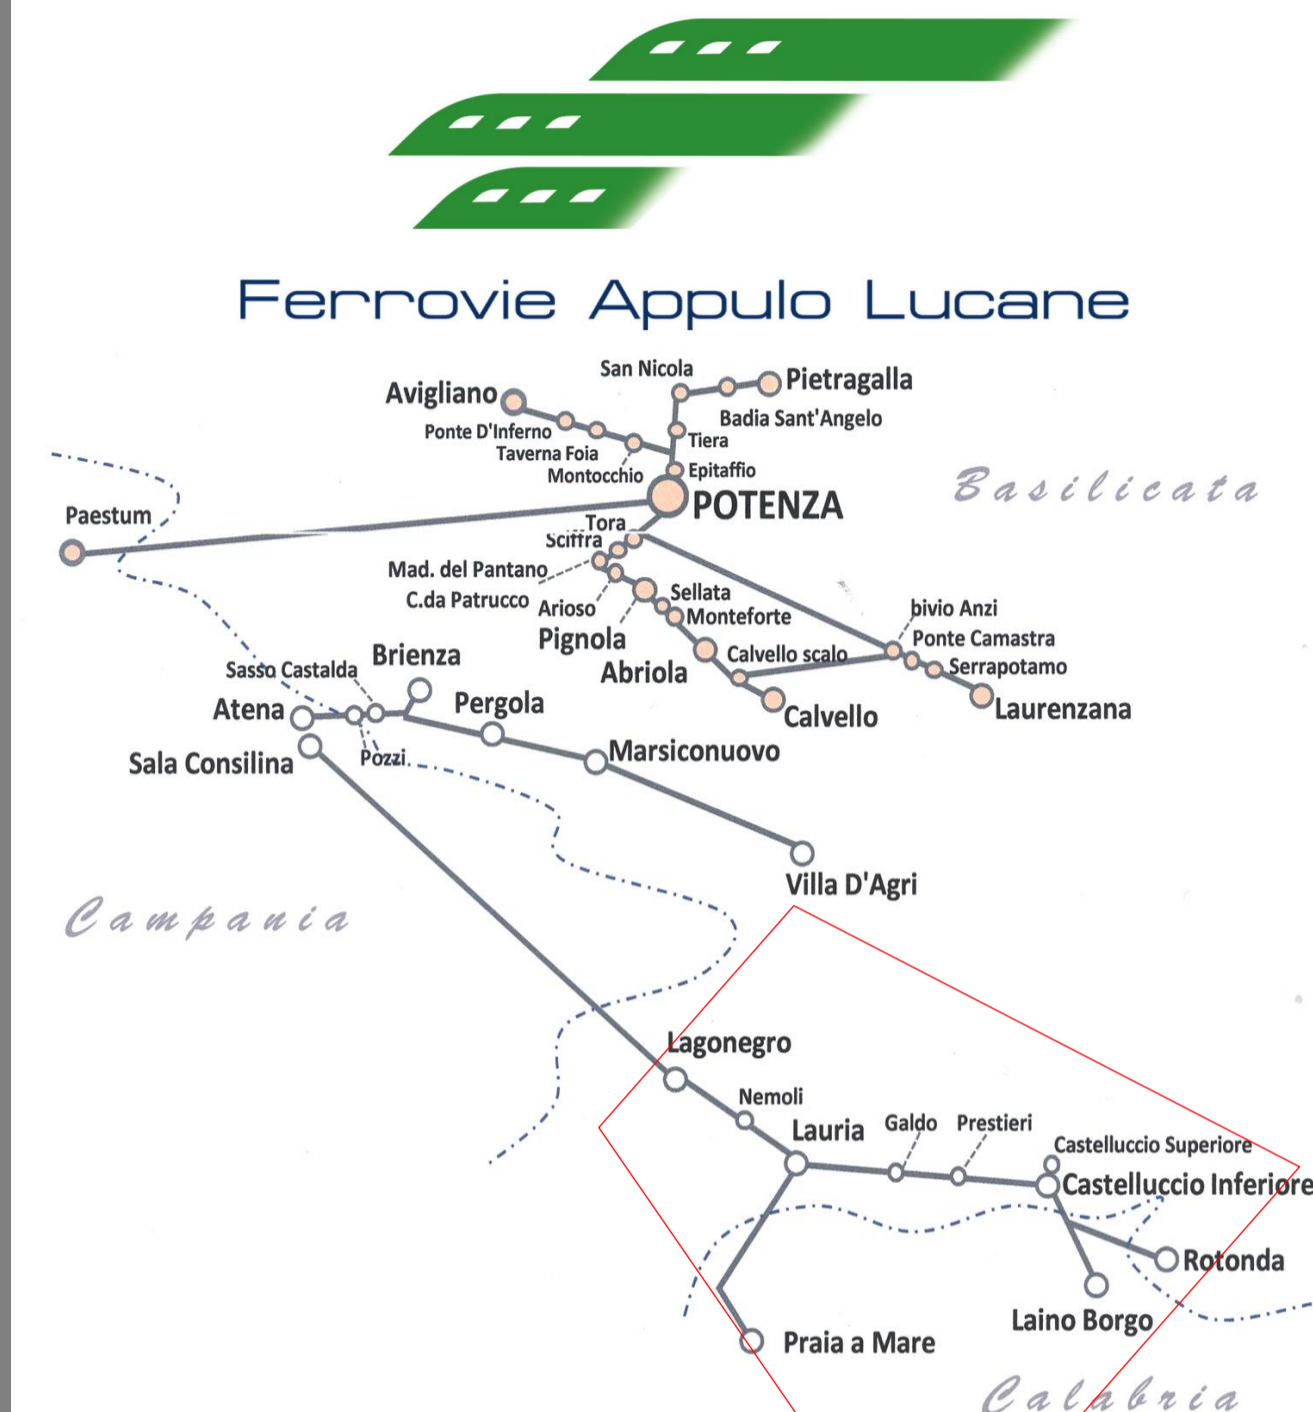 Ferrovie Appulo Lucane
San Nicola
Pietragalla
Avigliano
Badia Sant'Angelo
Ponte D'Inferno
Tiera
Taverna Foia
Montocchio
Epitaffio
Basilicata
POTENZA
Paestum
Tora
Sciffra
Mad. del Pantano
C.da Patrucco
Arioso
Sellata
Monteforte
bivio Anzi
Pignola
Ponte Camastra
Calvello scalo
Serrapotamo
Brienza
Sasso Castalda
Abriola
Atena
Pergola
Calvello
Laurenzana
Sala Consilina
Pozzi
Marsiconuovo
Villa D'Agri
Campania
Lagonegro
Nemoli
Lauria
Galdo
Prestieri
Castelluccio Superiore
Castelluccio Inferiore
Rotonda
Laino Borgo
Praia a Mare
Calabria